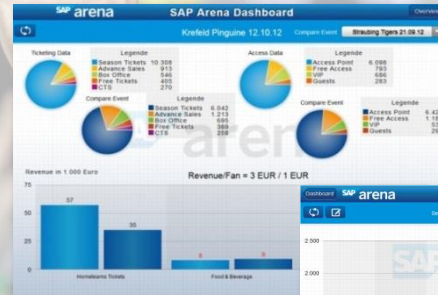 SAP arena SAP Arena Dashboard Overview
Krefeld Pinguine 12.10.12 Compare Event Straubing Tigers 21.09.12
Ticketing Data
Legende
Season Tickets 10.308
Advance Sales 913
Box Office 546
Free Tickets 405
CTS 270
Access Data
Legende
Access Point 6.098
Free Access 793
VIP 686
Guests 283
Compare Event
Legende
Season Tickets 6.042
Advance Sales 1.213
Box Office 695
Free Tickets 369
CTS 259
Compare Event
Legende
Access Point
Free Access
VIP
Guests
Revenue in 1.000 Euro
Revenue/Fan = 3 EUR / 1 EUR
75
50
25
0
57
35
Hometeams Tickets
Food & Beverage
Dashboard SAP arena
2.500
2.000
SAP